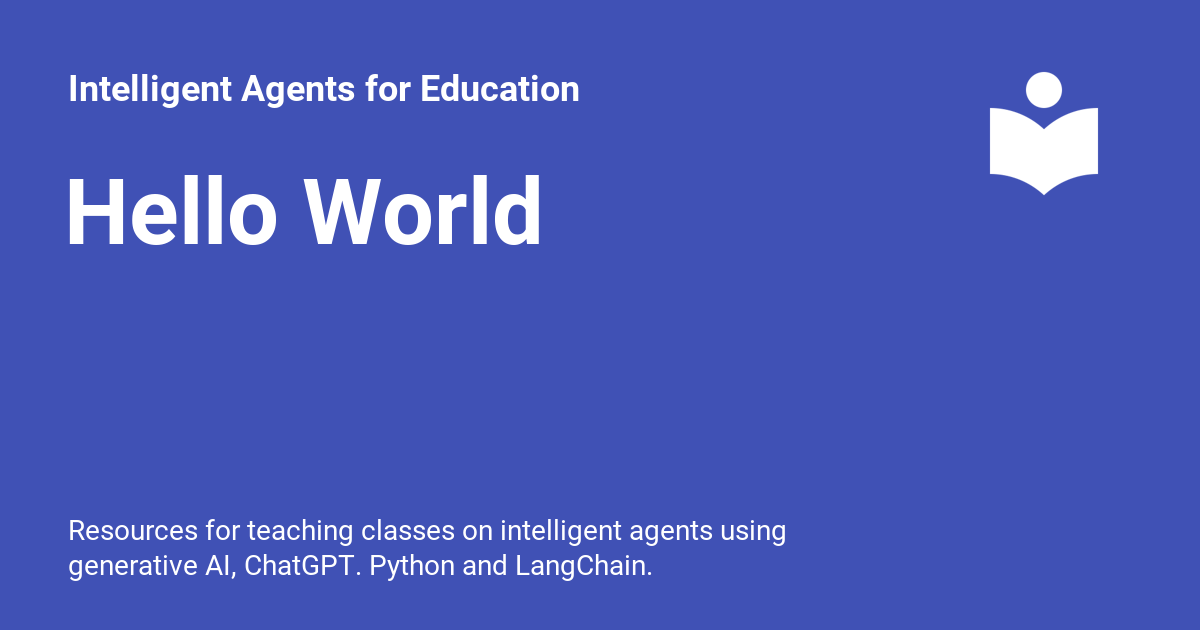 Intelligent Agents for Education
Hello World
Resources for teaching classes on intelligent agents using
generative AI, ChatGPT. Python and LangChain.